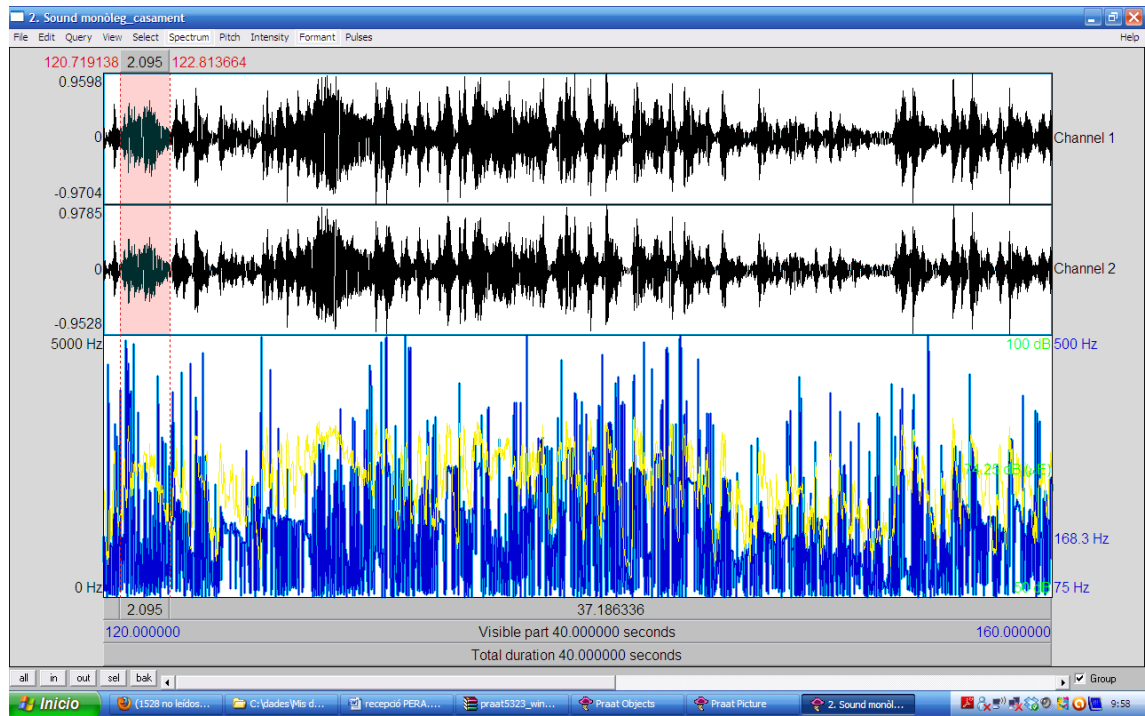 2. Sound monòleg_casament
File Edit Query View Select Spectrum Pitch Intensity Formant Pulses Help
120.719138 2.095 122.813664
0.9598
0
-0.9704
Channel 1
0.9785
0
-0.9528
Channel 2
5000 Hz 100 dB 500 Hz
168.3 Hz
0 Hz 50 dB 75 Hz
2.095 37.186336
120.000000 Visible part 40.000000 seconds 160.000000
Total duration 40.000000 seconds
all in out sel bak Group
Inicio (1528 no leídos... C:\dades\Mis d... recepció PERA.... praat5323_win... Praat Objects Praat Picture 2. Sound monòl... 9:58